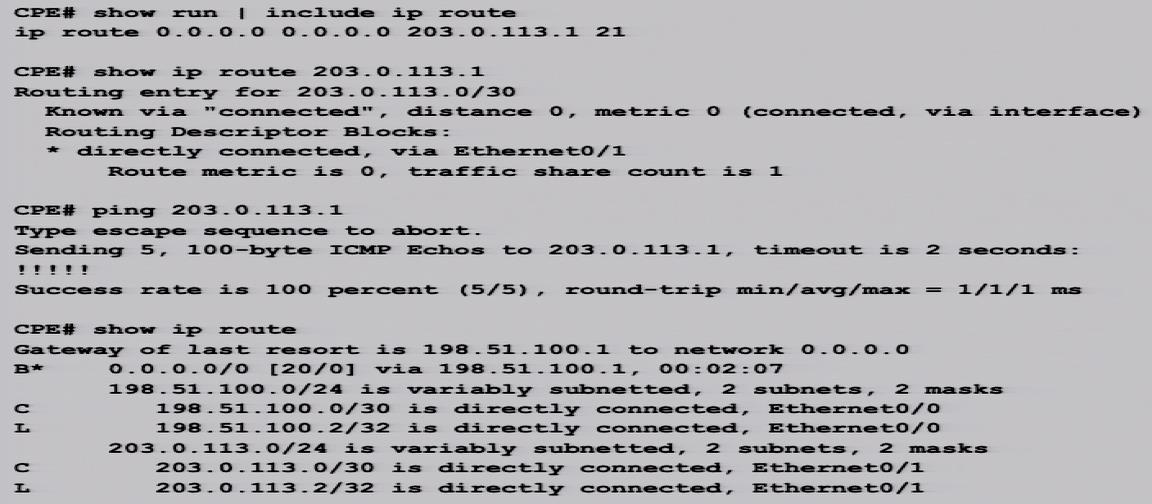 CPE# show run | include ip route
ip route 0.0.0.0 0.0.0.0 203.0.113.1 21
CPE# show ip route 203.0.113.1
Routing entry for 203.0.113.0/30
Known via "connected", distance 0, metric 0 (connected, via interface)
Routing Descriptor Blocks:
* directly connected, via Ethernet0/1
Route metric is 0, traffic share count is 1
CPE# ping 203.0.113.1
Type escape sequence to abort.
Sending 5, 100-byte ICMP Echos to 203.0.113.1, timeout is 2 seconds:
!!!!!
Success rate is 100 percent (5/5), round-trip min/avg/max = 1/1/1 ms
CPE# show ip route
Gateway of last resort is 198.51.100.1 to network 0.0.0.0
B* 0.0.0.0/0 [20/0] via 198.51.100.1, 00:02:07
198.51.100.0/24 is variably subnetted, 2 subnets, 2 masks
C 198.51.100.0/30 is directly connected, Ethernet0/0
L 198.51.100.2/32 is directly connected, Ethernet0/0
203.0.113.0/24 is variably subnetted, 2 subnets, 2 masks
C 203.0.113.0/30 is directly connected, Ethernet0/1
L 203.0.113.2/32 is directly connected, Ethernet0/1